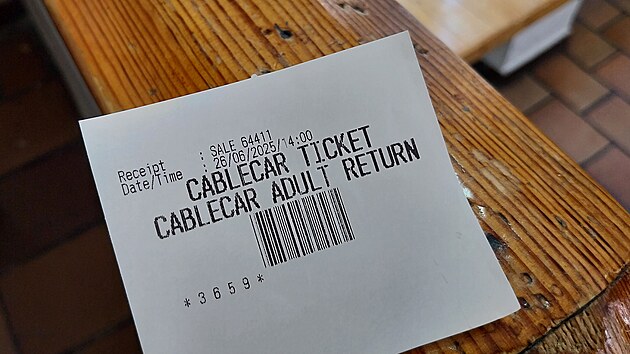 Receipt : SALE 64411
Date/Time : 26/06/2025/14:00
CABLECAR TICKET
CABLECAR ADULT RETURN
*3659*